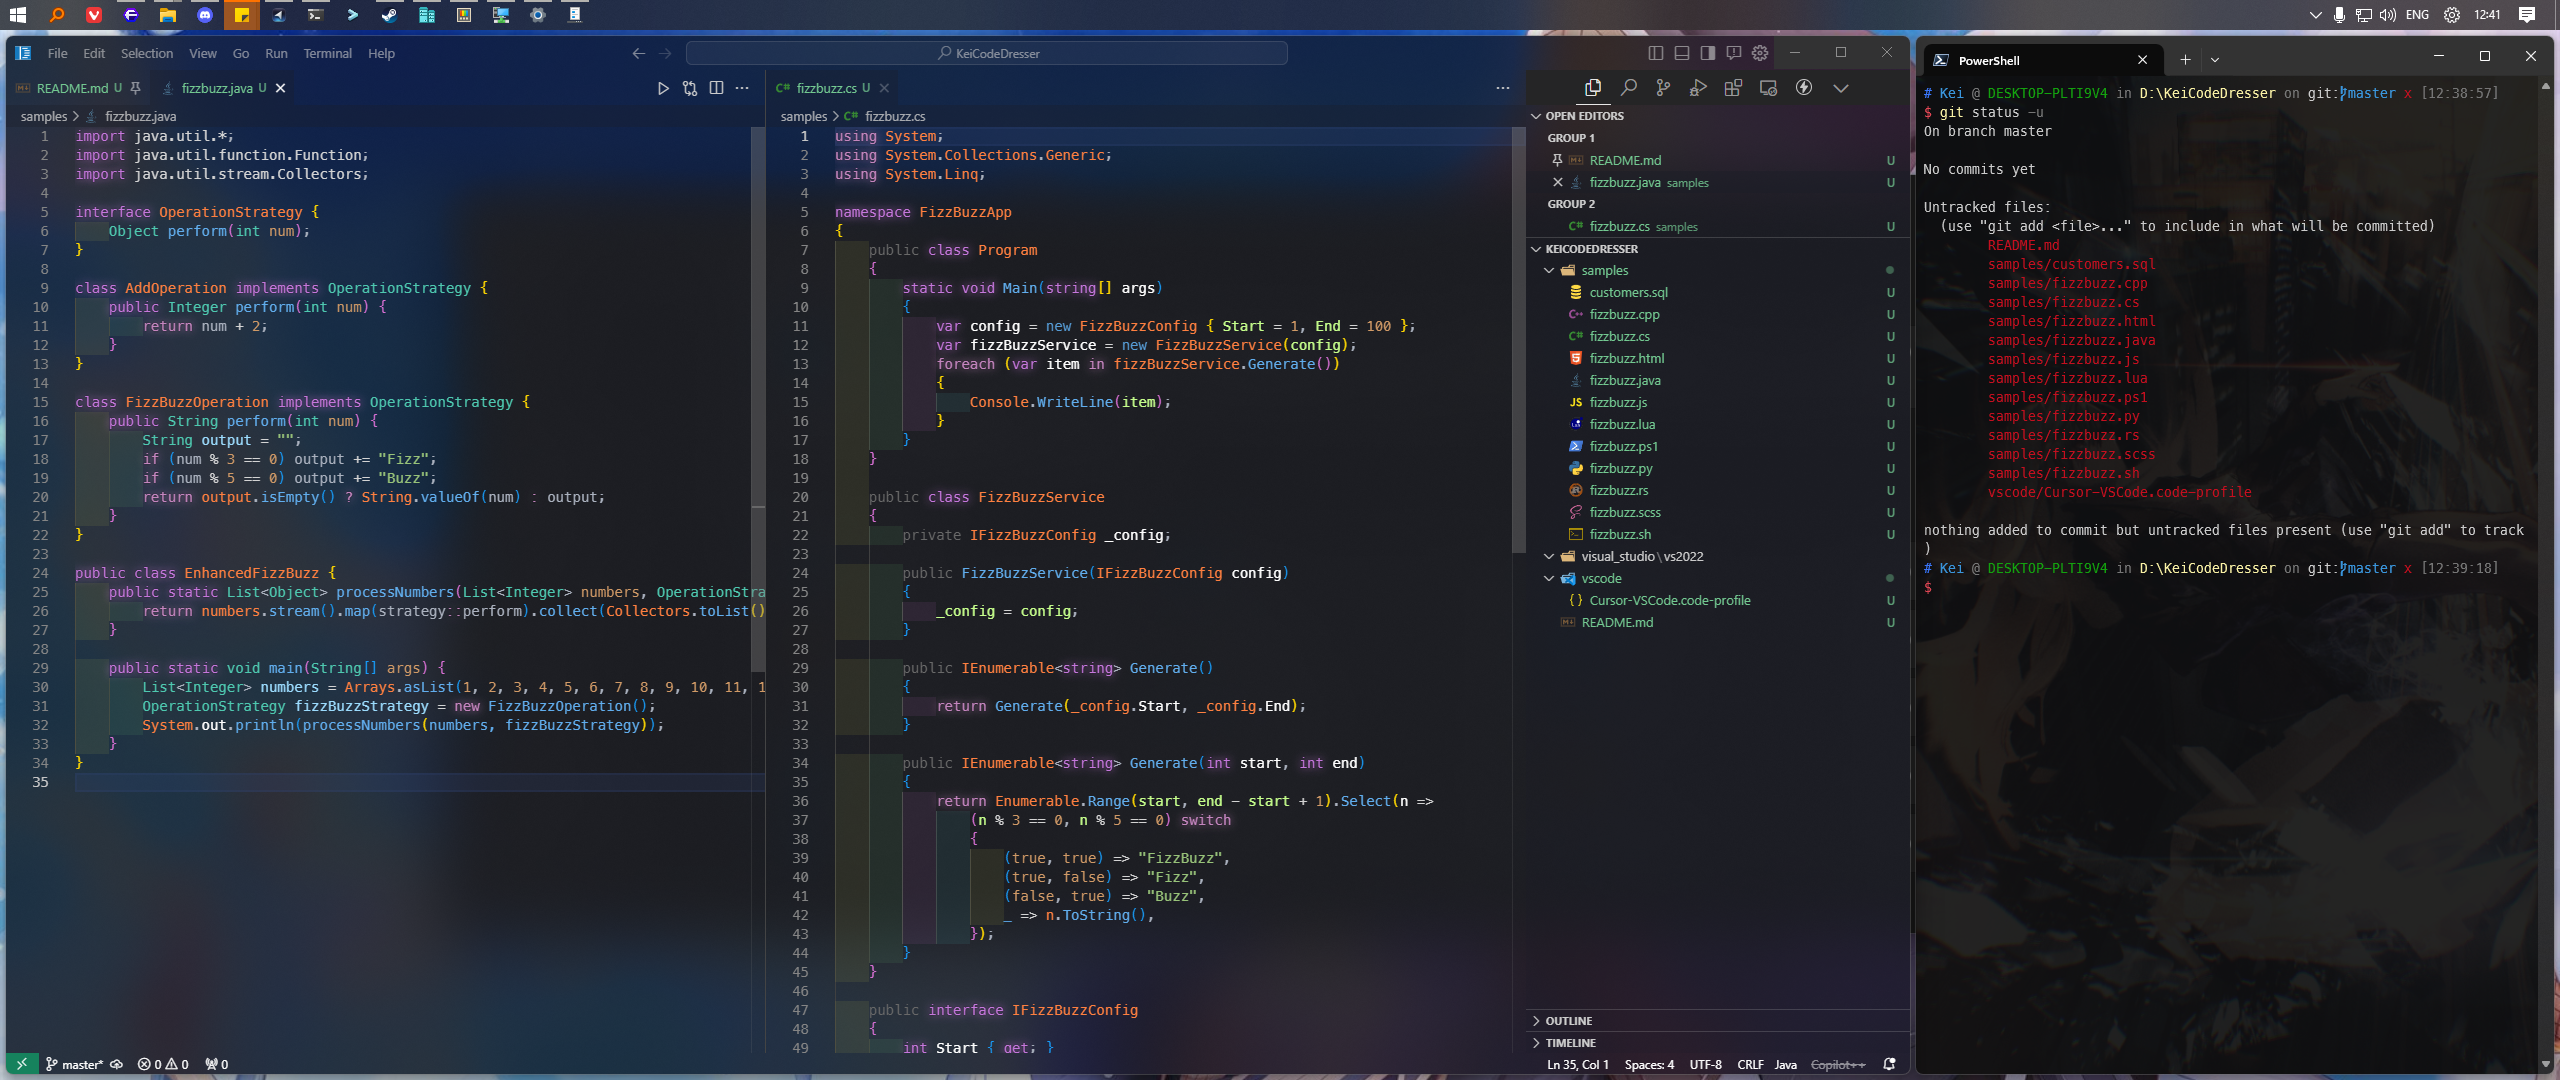 ENG
12:41
File Edit Selection View Go Run Terminal Help
KeiCodeDresser
README.md U
fizzbuzz.java U
samples > fizzbuzz.java
1 import java.util.*;
2 import java.util.function.Function;
3 import java.util.stream.Collectors;
4
5 interface OperationStrategy {
6 Object perform(int num);
7 }
8
9 class AddOperation implements OperationStrategy {
10 public Integer perform(int num) {
11 return num + 2;
12 }
13 }
14
15 class FizzBuzzOperation implements OperationStrategy {
16 public String perform(int num) {
17 String output = "";
18 if (num % 3 == 0) output += "Fizz";
19 if (num % 5 == 0) output += "Buzz";
20 return output.isEmpty() ? String.valueOf(num) : output;
21 }
22 }
23
24 public class EnhancedFizzBuzz {
25 public static List<Object> processNumbers(List<Integer> numbers, OperationStra
26 return numbers.stream().map(strategy::perform).collect(Collectors.toList()
27 }
28
29 public static void main(String[] args) {
30 List<Integer> numbers = Arrays.asList(1, 2, 3, 4, 5, 6, 7, 8, 9, 10, 11, 1
31 OperationStrategy fizzBuzzStrategy = new FizzBuzzOperation();
32 System.out.println(processNumbers(numbers, fizzBuzzStrategy));
33 }
34 }
35
C# fizzbuzz.cs U
samples > C# fizzbuzz.cs
1 using System;
2 using System.Collections.Generic;
3 using System.Linq;
4
5 namespace FizzBuzzApp
6 {
7 public class Program
8 {
9 static void Main(string[] args)
10 {
11 var config = new FizzBuzzConfig { Start = 1, End = 100 };
12 var fizzBuzzService = new FizzBuzzService(config);
13 foreach (var item in fizzBuzzService.Generate())
14 {
15 Console.WriteLine(item);
16 }
17 }
18 }
19
20 public class FizzBuzzService
21 {
22 private IFizzBuzzConfig _config;
23
24 public FizzBuzzService(IFizzBuzzConfig config)
25 {
26 _config = config;
27 }
28
29 public IEnumerable<string> Generate()
30 {
31 return Generate(_config.Start, _config.End);
32 }
33
34 public IEnumerable<string> Generate(int start, int end)
35 {
36 return Enumerable.Range(start, end - start + 1).Select(n =>
37 (n % 3 == 0, n % 5 == 0) switch
38 {
39 (true, true) => "FizzBuzz",
40 (true, false) => "Fizz",
41 (false, true) => "Buzz",
42 _ => n.ToString(),
43 });
44 }
45 }
46
47 public interface IFizzBuzzConfig
48 {
49 int Start { get; }
OPEN EDITORS
GROUP 1
README.md U
fizzbuzz.java samples U
GROUP 2
C# fizzbuzz.cs samples U
KEICODEDRESSER
samples
customers.sql U
fizzbuzz.cpp U
C# fizzbuzz.cs U
fizzbuzz.html U
fizzbuzz.java U
JS fizzbuzz.js U
fizzbuzz.lua U
fizzbuzz.ps1 U
fizzbuzz.py U
fizzbuzz.rs U
fizzbuzz.scss U
fizzbuzz.sh U
visual_studio\vs2022
vscode
{} Cursor-VSCode.code-profile U
README.md U
OUTLINE
TIMELINE
master* 0 0 0
Ln 35, Col 1 Spaces: 4 UTF-8 CRLF Java Copilot++
PowerShell
# Kei @ DESKTOP-PLTI9V4 in D:\KeiCodeDresser on git:master x [12:38:57]
$ git status -u
On branch master
No commits yet
Untracked files:
(use "git add <file>..." to include in what will be committed)
README.md
samples/customers.sql
samples/fizzbuzz.cpp
samples/fizzbuzz.cs
samples/fizzbuzz.html
samples/fizzbuzz.java
samples/fizzbuzz.js
samples/fizzbuzz.lua
samples/fizzbuzz.ps1
samples/fizzbuzz.py
samples/fizzbuzz.rs
samples/fizzbuzz.scss
samples/fizzbuzz.sh
vscode/Cursor-VSCode.code-profile
nothing added to commit but untracked files present (use "git add" to track
)
# Kei @ DESKTOP-PLTI9V4 in D:\KeiCodeDresser on git:master x [12:39:18]
$